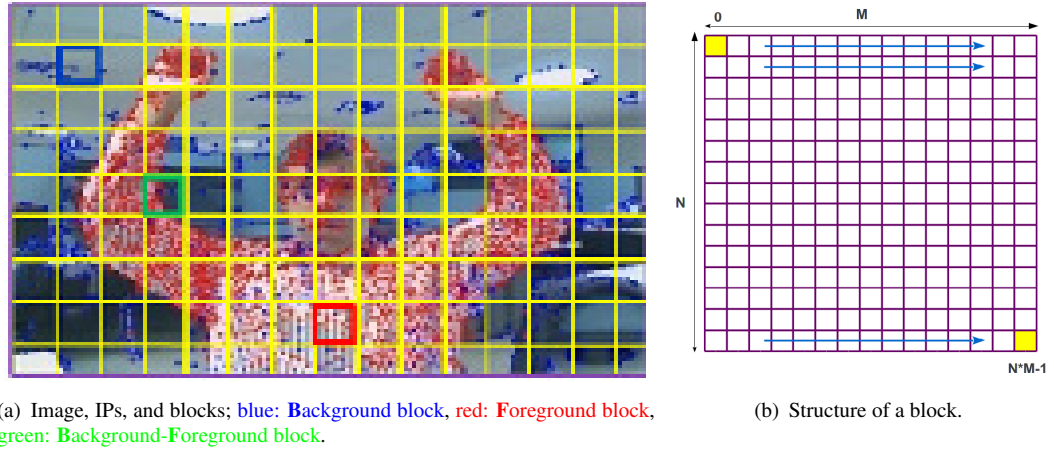 0
M
N
N*M-1
(a) Image, IPs, and blocks; blue: Background block, red: Foreground block,
green: Background-Foreground block.
(b) Structure of a block.